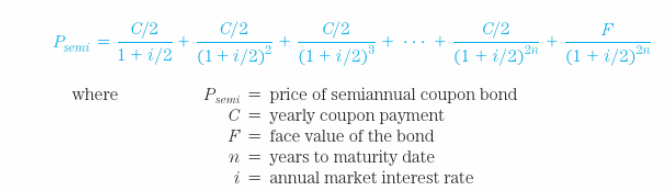 P_semi = (C/2)/(1 + i/2) + (C/2)/(1 + i/2)² + (C/2)/(1 + i/2)³ + · · · + (C/2)/(1 + i/2)²ⁿ + F/(1 + i/2)²ⁿ
where P_semi = price of semiannual coupon bond
C = yearly coupon payment
F = face value of the bond
n = years to maturity date
i = annual market interest rate